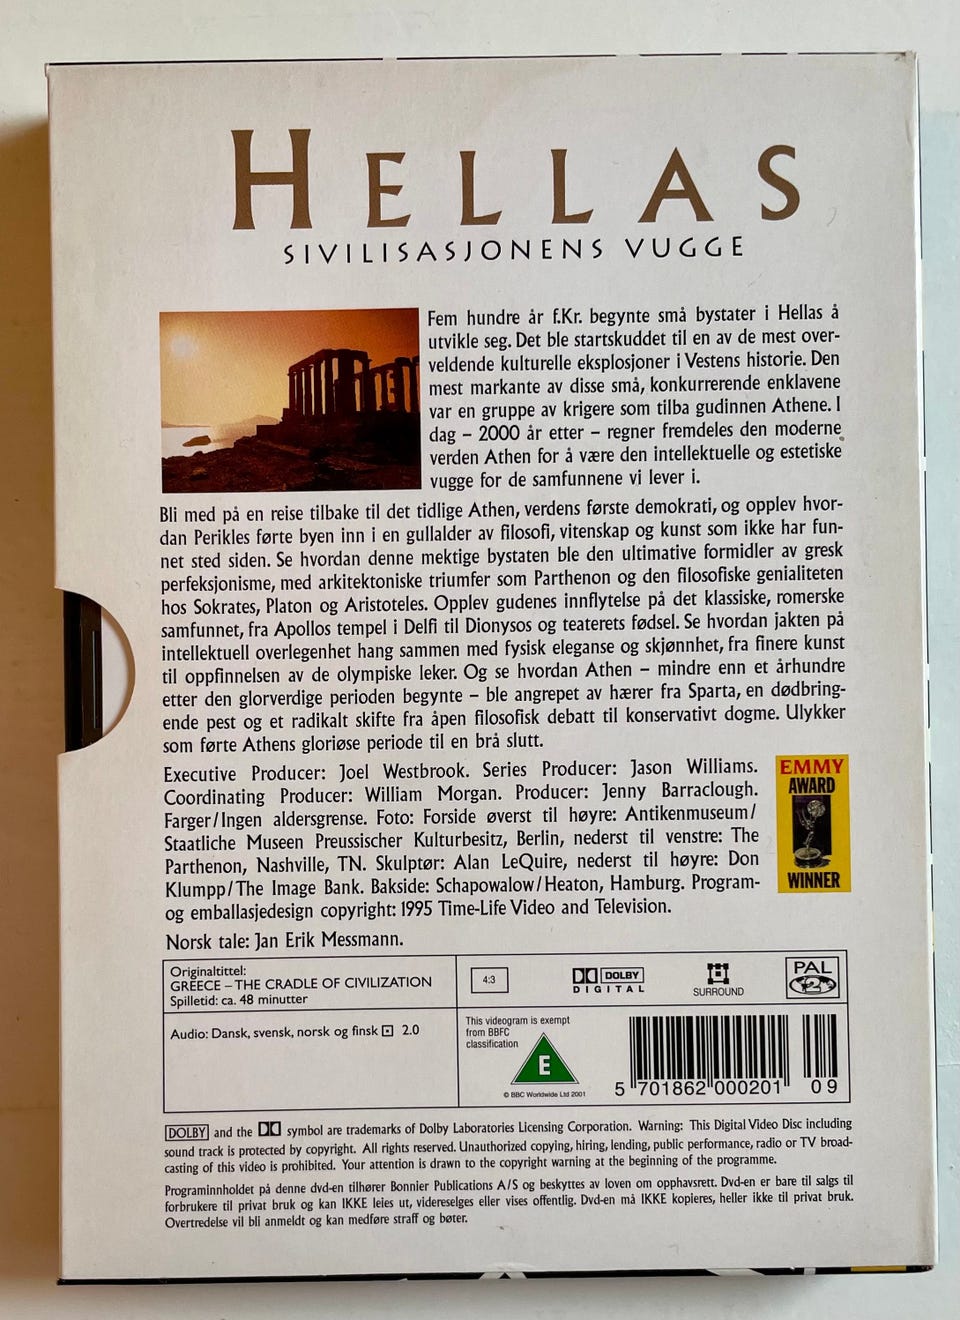 HELLAS
SIVILISASJONENS VUGGE
Fem hundre år f.Kr. begynte små bystater i Hellas å
utvikle seg. Det ble startskuddet til en av de mest over-
veldende kulturelle eksplosjoner i Vestens historie. Den
mest markante av disse små, konkurrerende enklavene
var en gruppe av krigere som tilba gudinnen Athene. I
dag – 2000 år etter – regner fremdeles den moderne
verden Athen for å være den intellektuelle og estetiske
vugge for de samfunnene vi lever i.
Bli med på en reise tilbake til det tidlige Athen, verdens første demokrati, og opplev hvor-
dan Perikles førte byen inn i en gullalder av filosofi, vitenskap og kunst som ikke har fun-
net sted siden. Se hvordan denne mektige bystaten ble den ultimative formidler av gresk
perfeksjonisme, med arkitektoniske triumfer som Parthenon og den filosofiske genialiteten
hos Sokrates, Platon og Aristoteles. Opplev gudenes innflytelse på det klassiske, romerske
samfunnet, fra Apollos tempel i Delfi til Dionysos og teaterets fødsel. Se hvordan jakten på
intellektuell overlegenhet hang sammen med fysisk eleganse og skjønnhet, fra finere kunst
til oppfinnelsen av de olympiske leker. Og se hvordan Athen – mindre enn et århundre
etter den glorverdige perioden begynte – ble angrepet av hærer fra Sparta, en dødbring-
ende pest og et radikalt skifte fra åpen filosofisk debatt til konservativt dogme. Ulykker
som førte Athens gloriøse periode til en brå slutt.
Executive Producer: Joel Westbrook. Series Producer: Jason Williams.
Coordinating Producer: William Morgan. Producer: Jenny Barraclough.
Farger/Ingen aldersgrense. Foto: Forside øverst til høyre: Antikenmuseum/
Staatliche Museen Preussischer Kulturbesitz, Berlin, nederst til venstre: The
Parthenon, Nashville, TN. Skulptør: Alan LeQuire, nederst til høyre: Don
Klumpp/The Image Bank. Bakside: Schapowalow/Heaton, Hamburg. Program-
og emballasjedesign copyright: 1995 Time-Life Video and Television.
EMMY
AWARD
WINNER
Norsk tale: Jan Erik Messmann.
Originaltittel:
GREECE – THE CRADLE OF CIVILIZATION
Spilletid: ca. 48 minutter
4:3
DOLBY
DIGITAL
SURROUND
PAL
2
Audio: Dansk, svensk, norsk og finsk 2.0
This videogram is exempt
from BBFC
classification
E
© BBC Worldwide Ltd 2001
5 701862 000201 09
DOLBY and the symbol are trademarks of Dolby Laboratories Licensing Corporation. Warning: This Digital Video Disc including
sound track is protected by copyright. All rights reserved. Unauthorized copying, hiring, lending, public performance, radio or TV broad-
casting of this video is prohibited. Your attention is drawn to the copyright warning at the beginning of the programme.
Programinnholdet på denne dvd-en tilhører Bonnier Publications A/S og beskyttes av loven om opphavsrett. Dvd-en er bare til salgs til
forbrukere til privat bruk og kan IKKE leies ut, videreselges eller vises offentlig. Dvd-en må IKKE kopieres, heller ikke til privat bruk.
Overtredelse vil bli anmeldt og kan medføre straff og bøter.